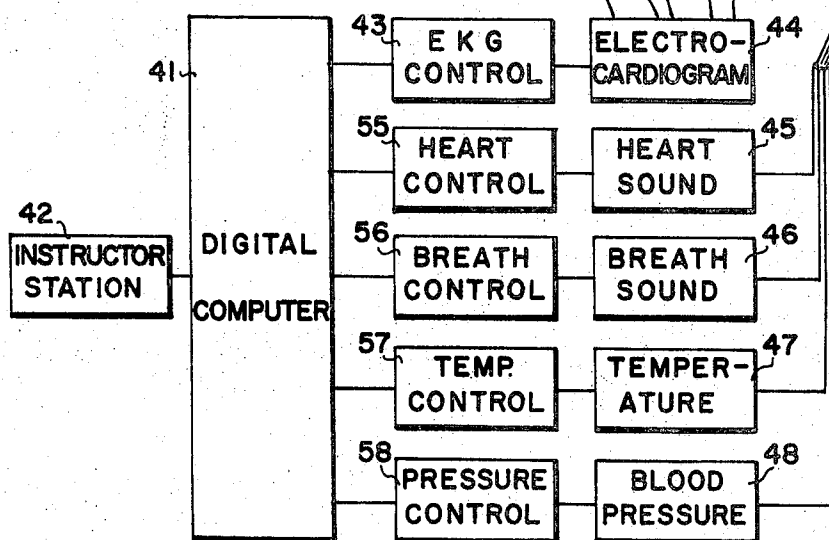 43
E K G
CONTROL
ELECTRO-
CARDIOGRAM
44
41
55
HEART
CONTROL
HEART
SOUND
45
42
INSTRUCTOR
STATION
DIGITAL
COMPUTER
56
BREATH
CONTROL
BREATH
SOUND
46
57
TEMP.
CONTROL
TEMPER-
ATURE
47
58
PRESSURE
CONTROL
BLOOD
PRESSURE
48